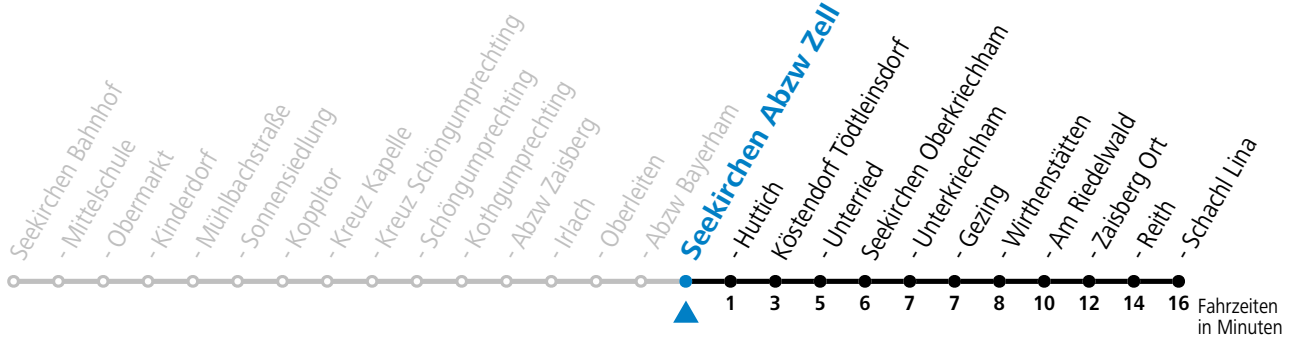 Seekirchen Bahnhof
- Mittelschule
- Obermarkt
- Kinderdorf
- Mühlbachstraße
- Sonnensiedlung
- Koppltor
- Kreuz Kapelle
- Kreuz Schöngumprechting
- Schöngumprechting
- Kothgumprechting
- Abzw Zaisberg
- Irlach
- Oberleiten
- Abzw Bayerham
Seekirchen Abzw Zell
- Huttich
Köstendorf Tödtleinsdorf
- Unterried
Seekirchen Oberkriechham
- Unterkriechham
- Gezing
- Wirthenstätten
- Am Riedelwald
- Zaisberg Ort
- Reith
- Schachl Lina
1 3 5 6 7 7 8 10 12 14 16 Fahrzeiten
in Minuten